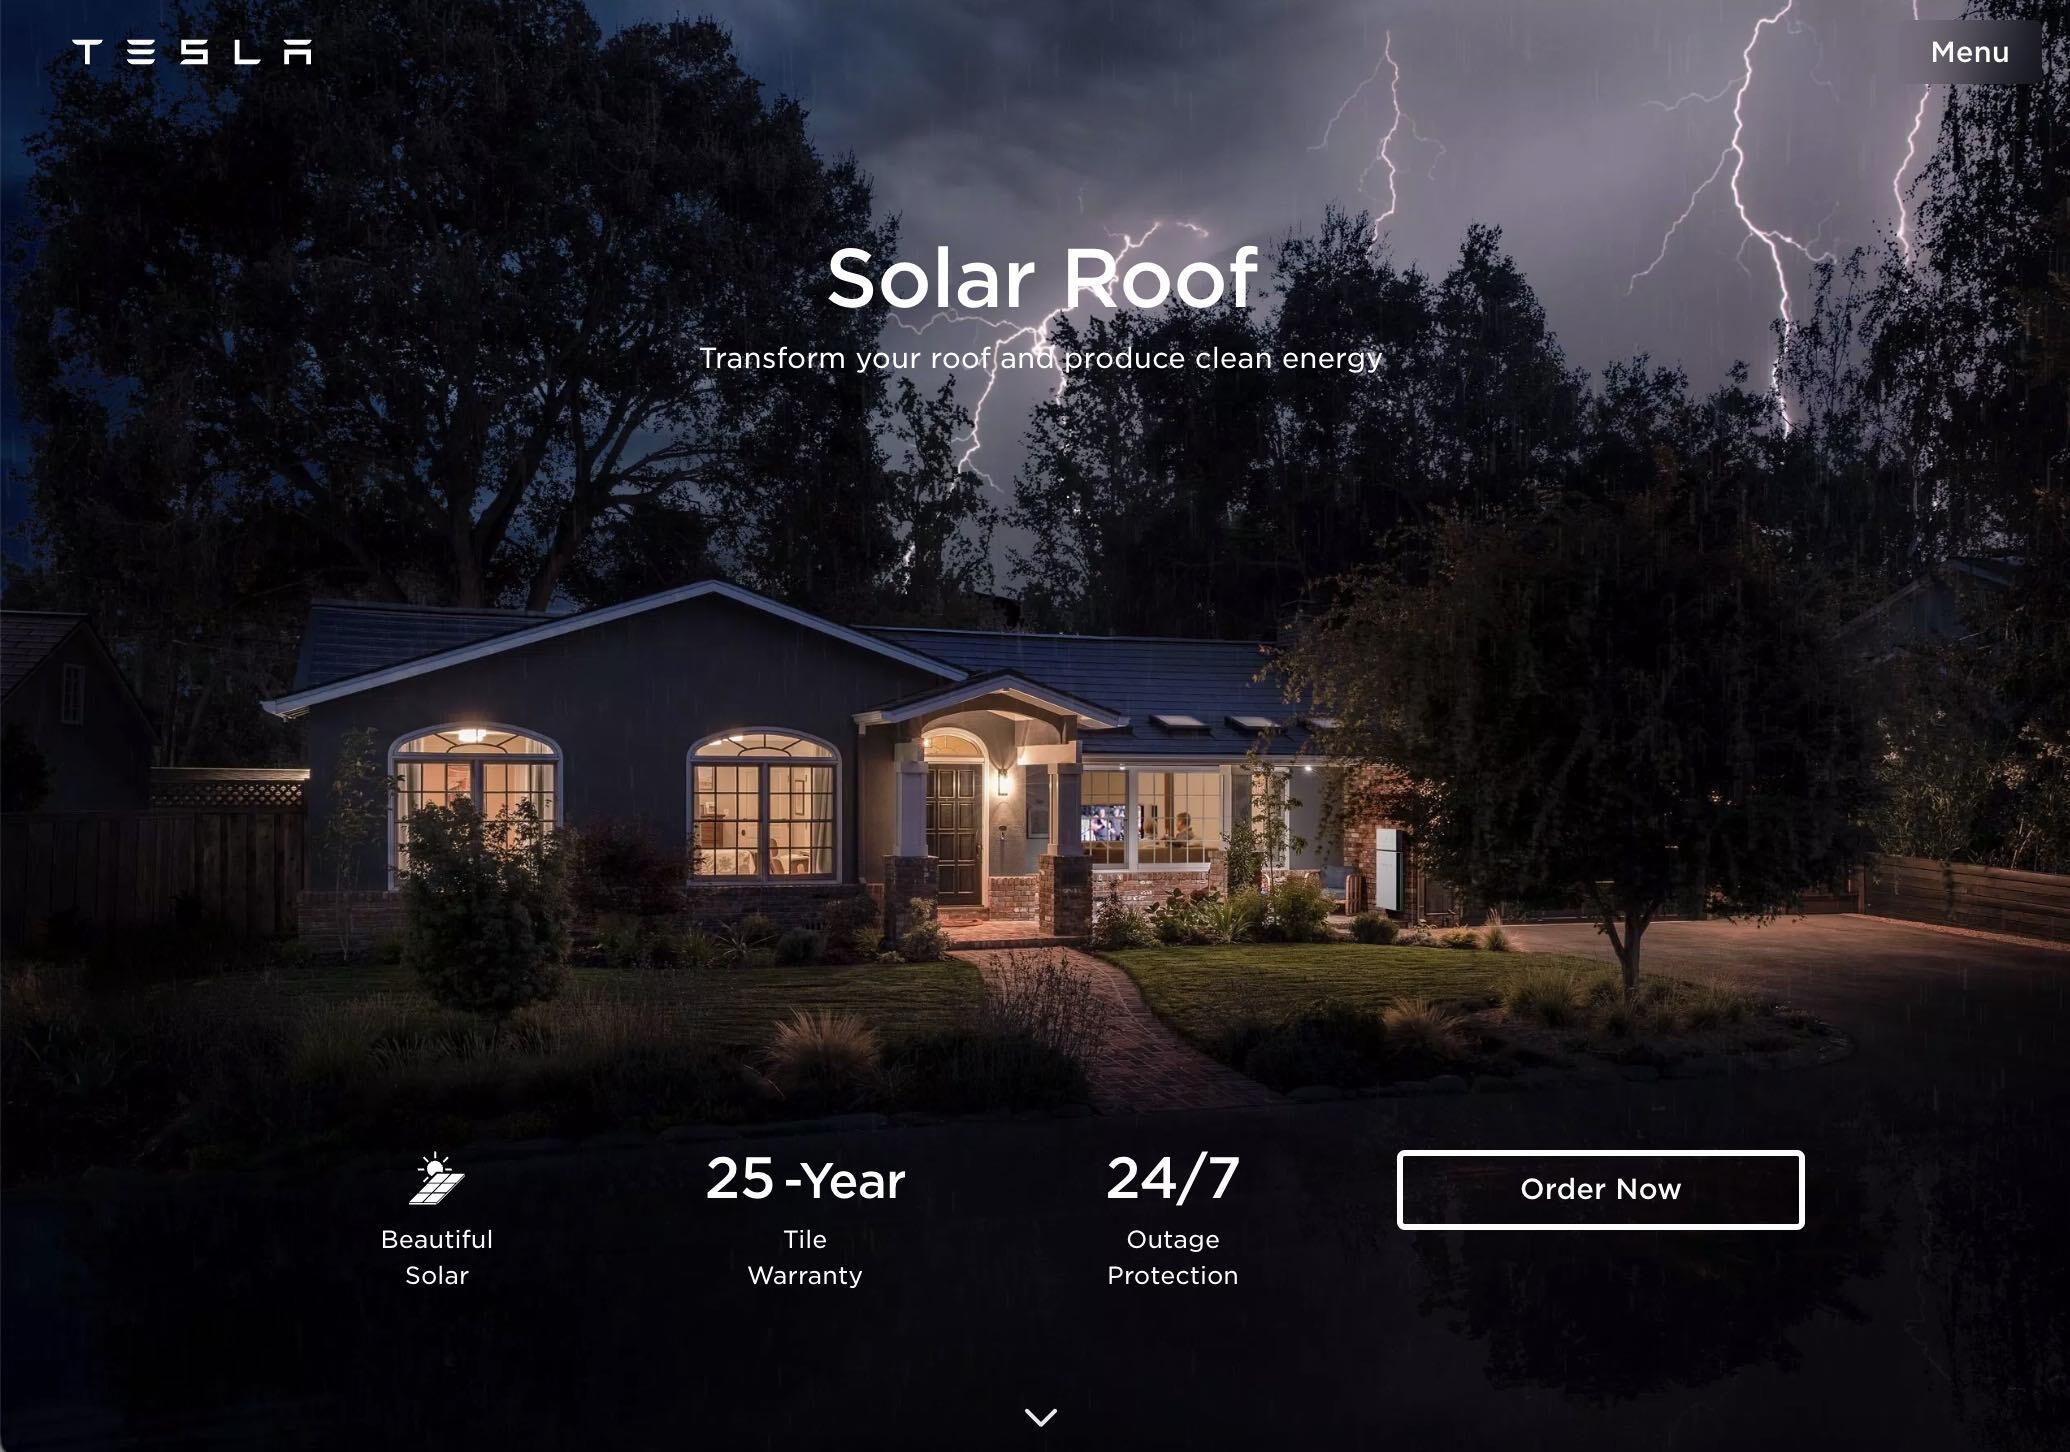 TESLA
Menu
Solar Roof
Transform your roof and produce clean energy
25-Year
24/7
Order Now
Beautiful
Solar
Tile
Warranty
Outage
Protection